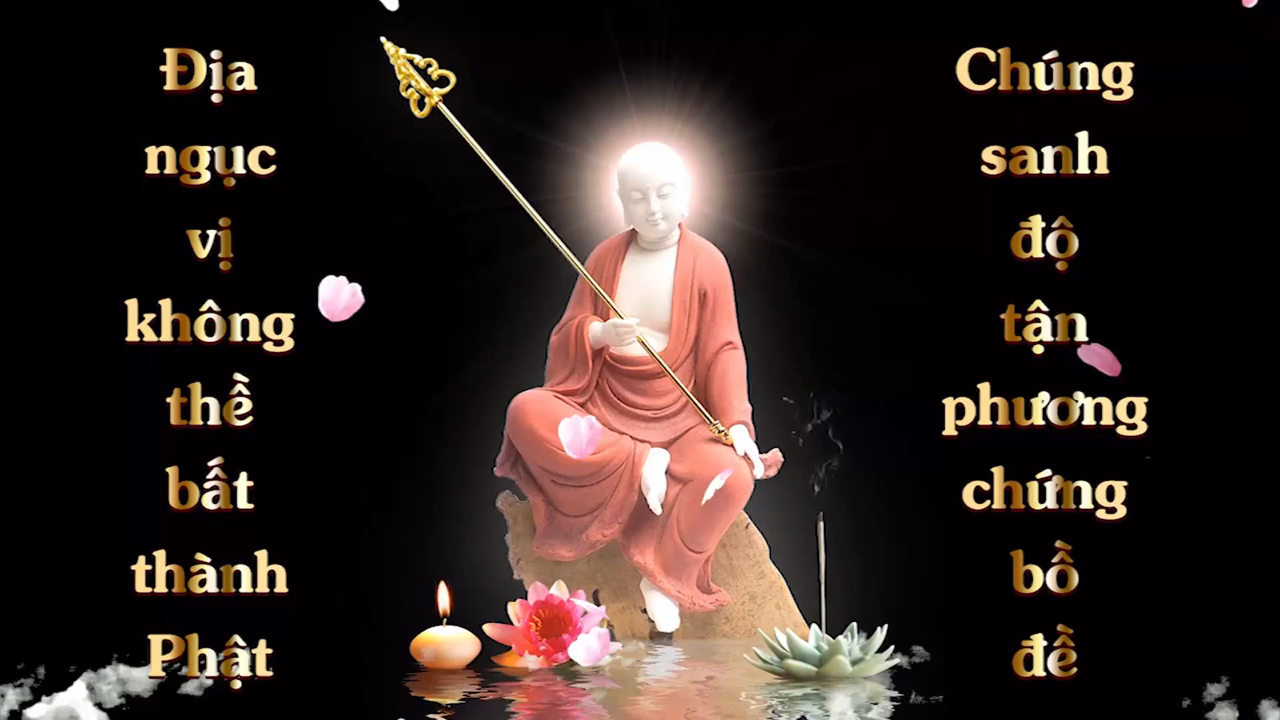 Địa
ngục
vị
không
thề
bất
thành
Phật
Chúng
sanh
độ
tận
phương
chứng
bồ
đề